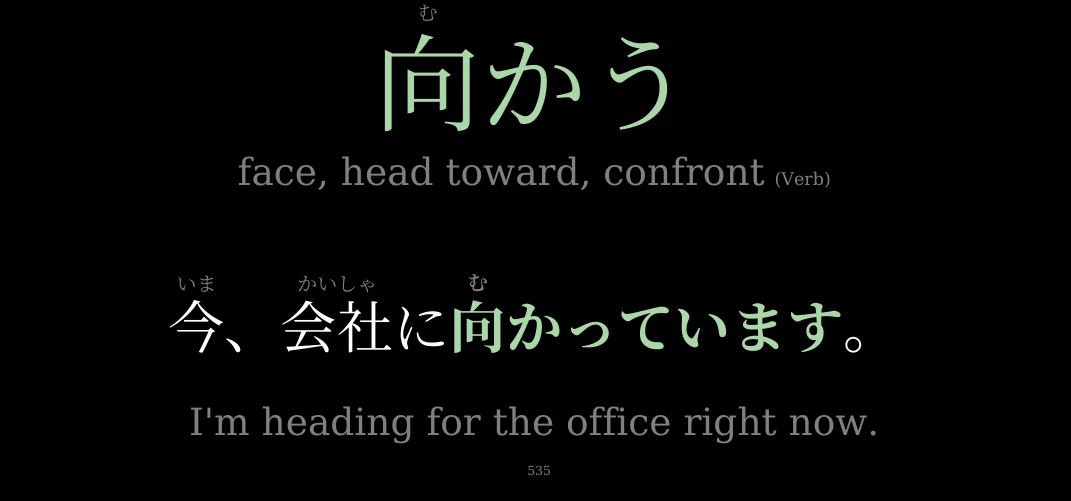 む
向かう
face, head toward, confront (Verb)
いま かいしゃ む
今、会社に向かっています。
I'm heading for the office right now.
535